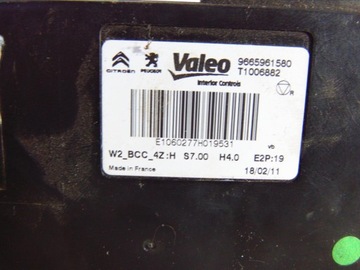 CITROËN PEUGEOT Valeo 9665961580
Interior Controls T1006882
R
E1060277H019531
vb
W2_BCC_4Z:H S7.00 H4.0 E2P:19
Made in France 18/02/11